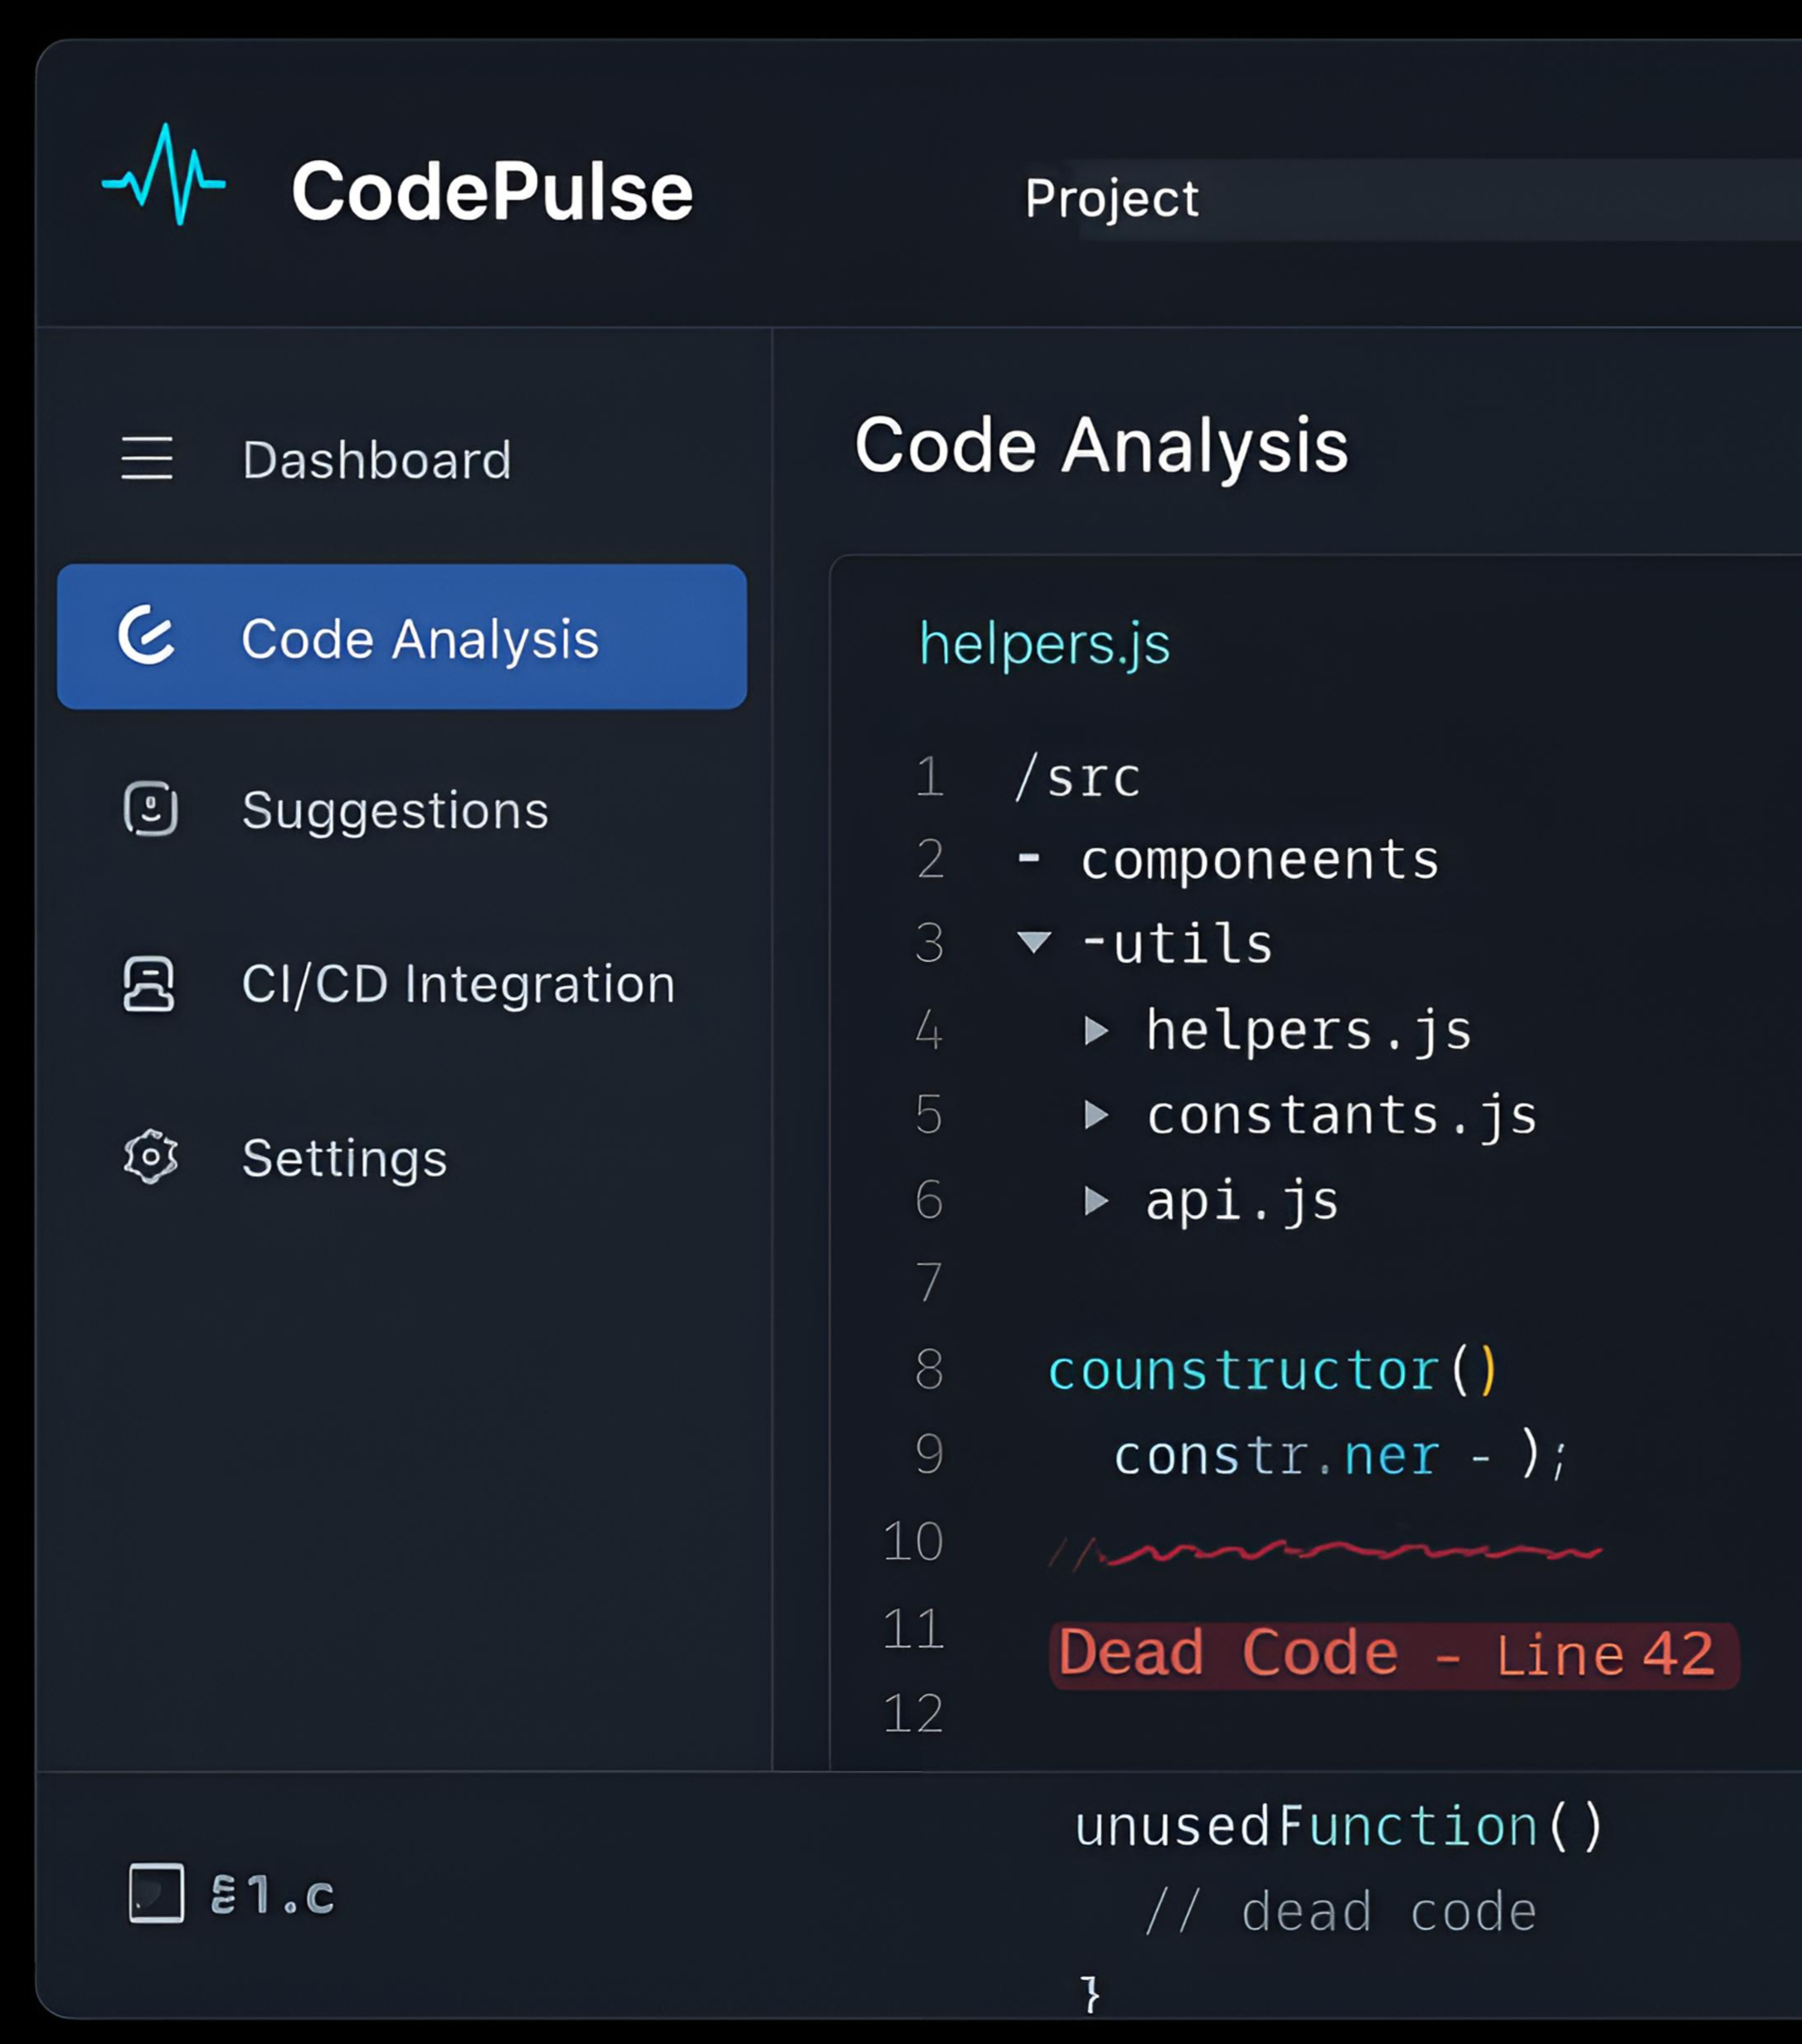 CodePulse
Project
Dashboard
Code Analysis
Suggestions
CI/CD Integration
Settings
Code Analysis
helpers.js
1 /src
2 - componeents
3 -utils
4 helpers.js
5 constants.js
6 api.js
7
8 counstructor()
9 constr.ner - );
10 //
11 Dead Code - Line 42
12
unusedFunction()
// dead code
}